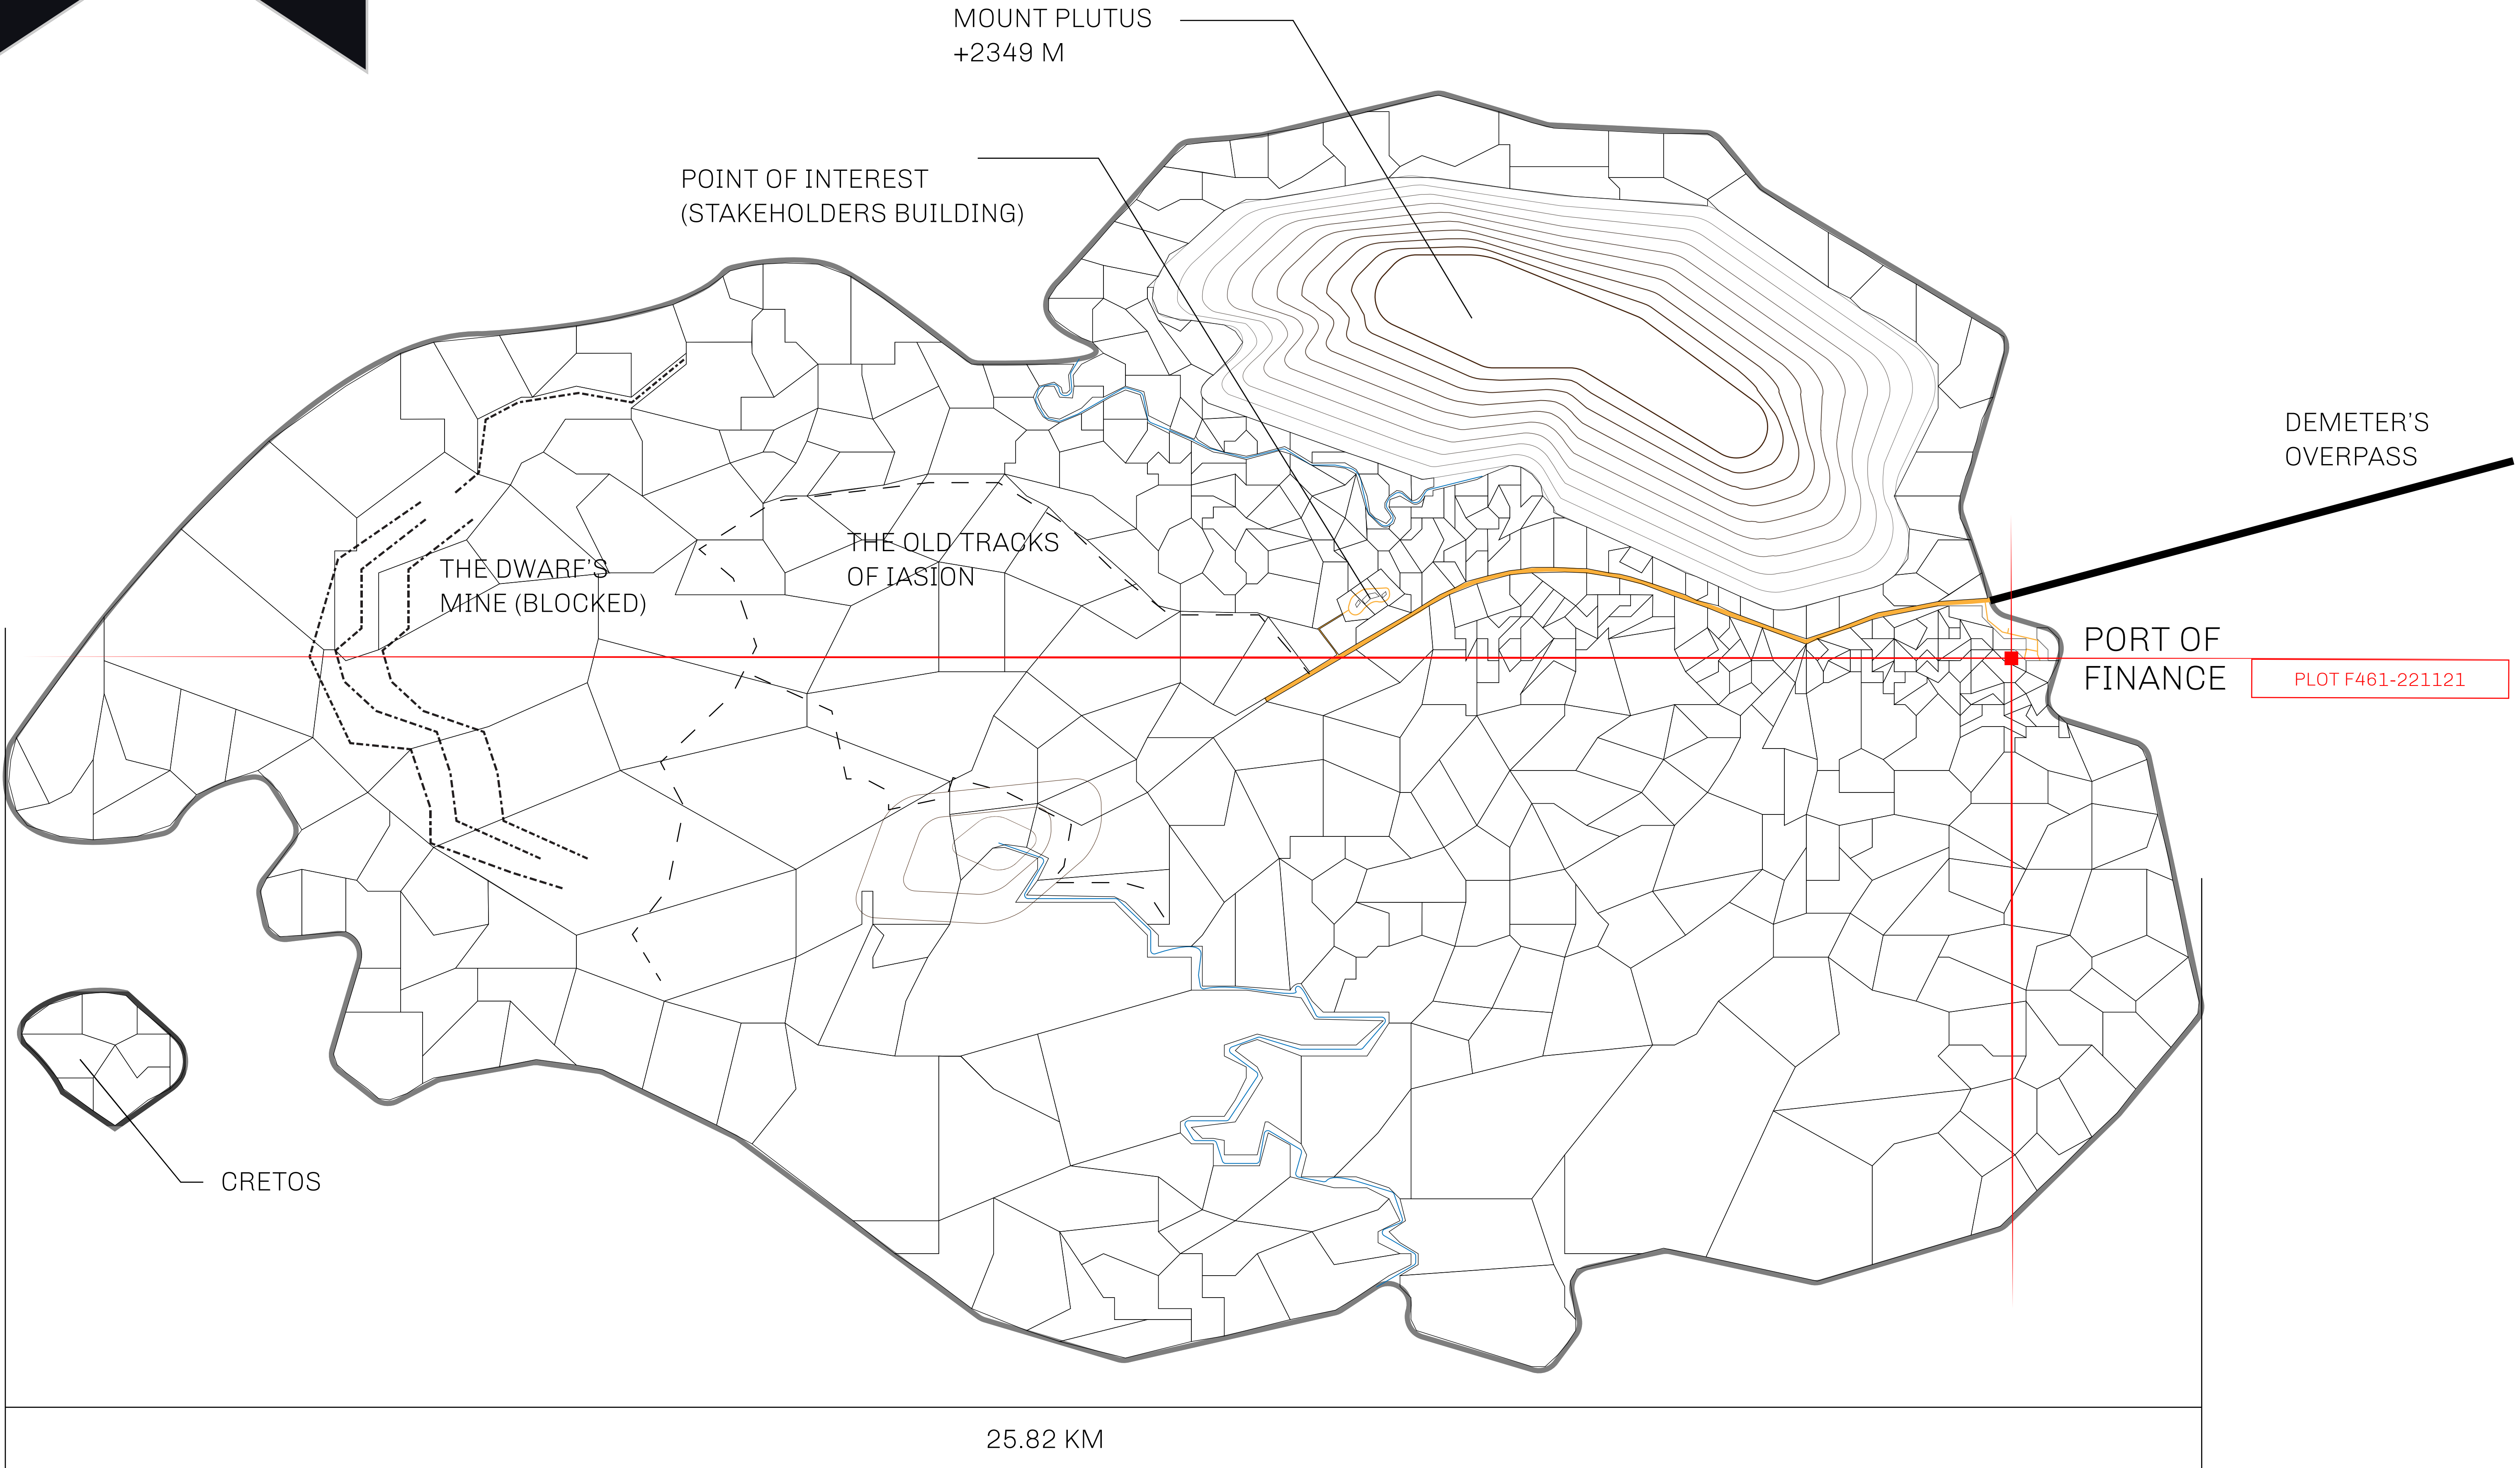 MOUNT PLUTUS
+2349 M
POINT OF INTEREST
(STAKEHOLDERS BUILDING)
DEMETER'S
OVERPASS
THE OLD TRACKS
OF IASION
THE DWARF'S
MINE (BLOCKED)
PORT OF
FINANCE
PLOT F461-221121
CRETOS
25.82 KM